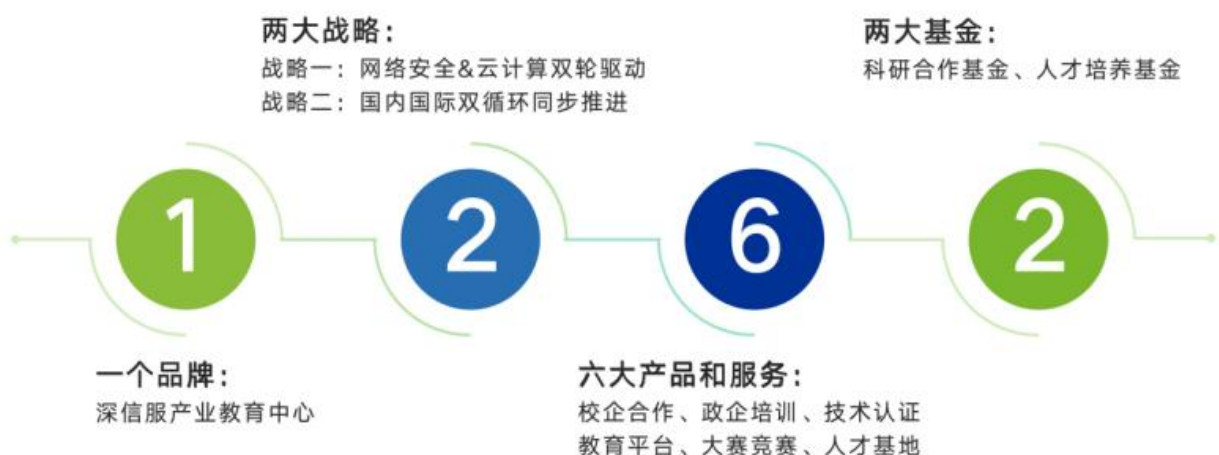 两大战略：
战略一：网络安全&云计算双轮驱动
战略二：国内国际双循环同步推进
两大基金：
科研合作基金、人才培养基金
1
2
6
2
一个品牌：
深信服产业教育中心
六大产品和服务：
校企合作、政企培训、技术认证
教育平台、大赛竞赛、人才基地